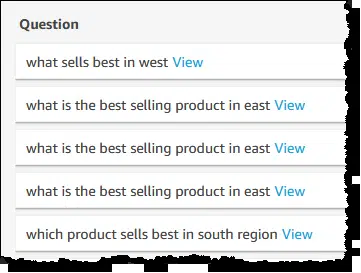 Question
what sells best in west View
what is the best selling product in east View
what is the best selling product in east View
what is the best selling product in east View
which product sells best in south region View